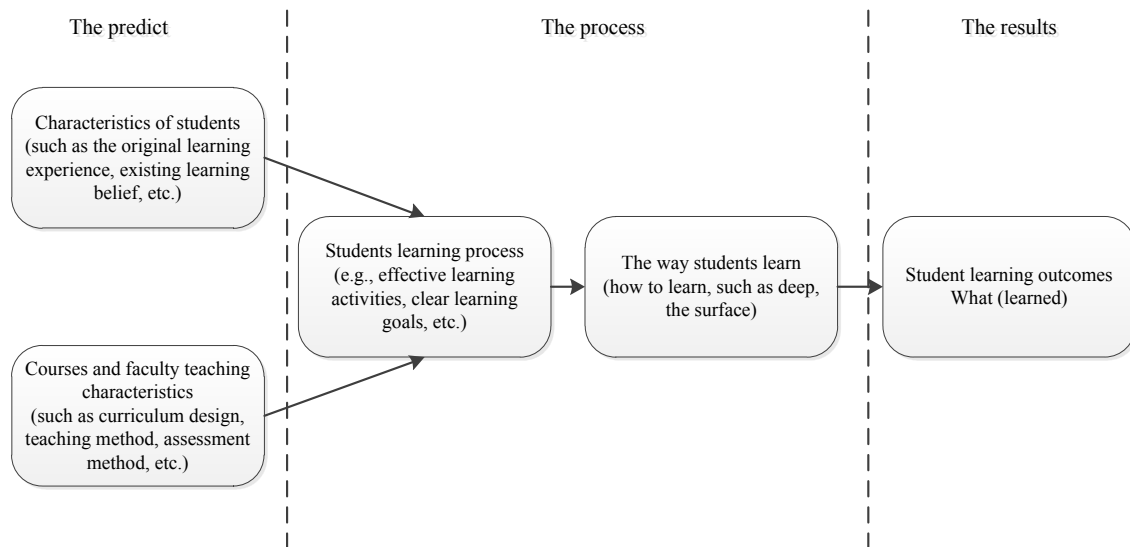 The predict
The process
The results
Characteristics of students
(such as the original learning
experience, existing learning
belief, etc.)
Students learning process
(e.g., effective learning
activities, clear learning
goals, etc.)
The way students learn
(how to learn, such as deep,
the surface)
Student learning outcomes
What (learned)
Courses and faculty teaching
characteristics
(such as curriculum design,
teaching method, assessment
method, etc.)